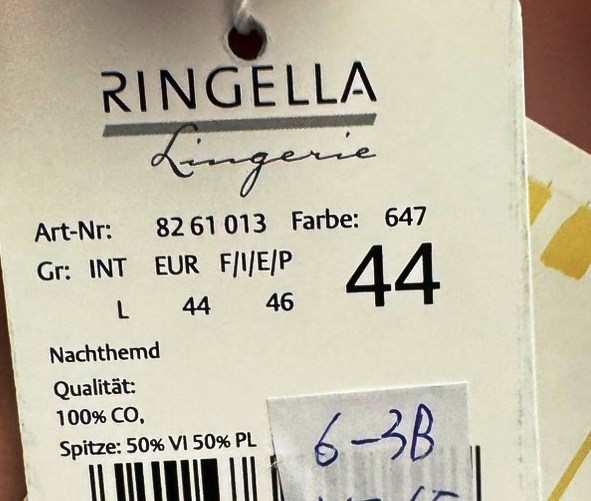 RINGELLA
Lingerie
Art-Nr: 82 61 013 Farbe: 647
Gr: INT EUR F/I/E/P 44
L 44 46
Nachthemd
Qualität:
100% CO,
Spitze: 50% VI 50% PL
6-3B